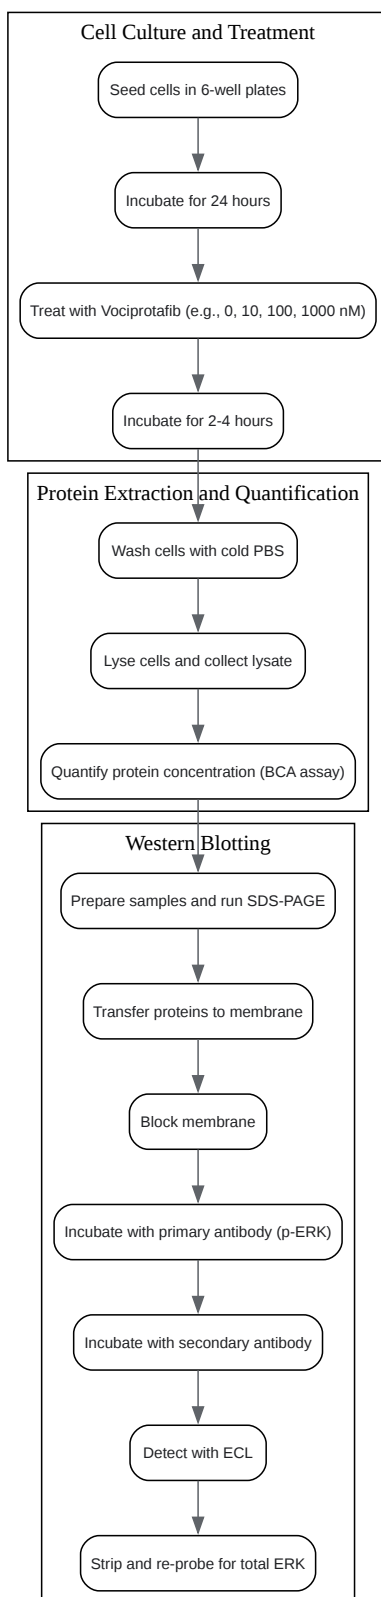 Cell Culture and Treatment
Seed cells in 6-well plates
Incubate for 24 hours
Treat with Vociprotafib (e.g., 0, 10, 100, 1000 nM)
Incubate for 2-4 hours
Protein Extraction and Quantification
Wash cells with cold PBS
Lyse cells and collect lysate
Quantify protein concentration (BCA assay)
Western Blotting
Prepare samples and run SDS-PAGE
Transfer proteins to membrane
Block membrane
Incubate with primary antibody (p-ERK)
Incubate with secondary antibody
Detect with ECL
Strip and re-probe for total ERK